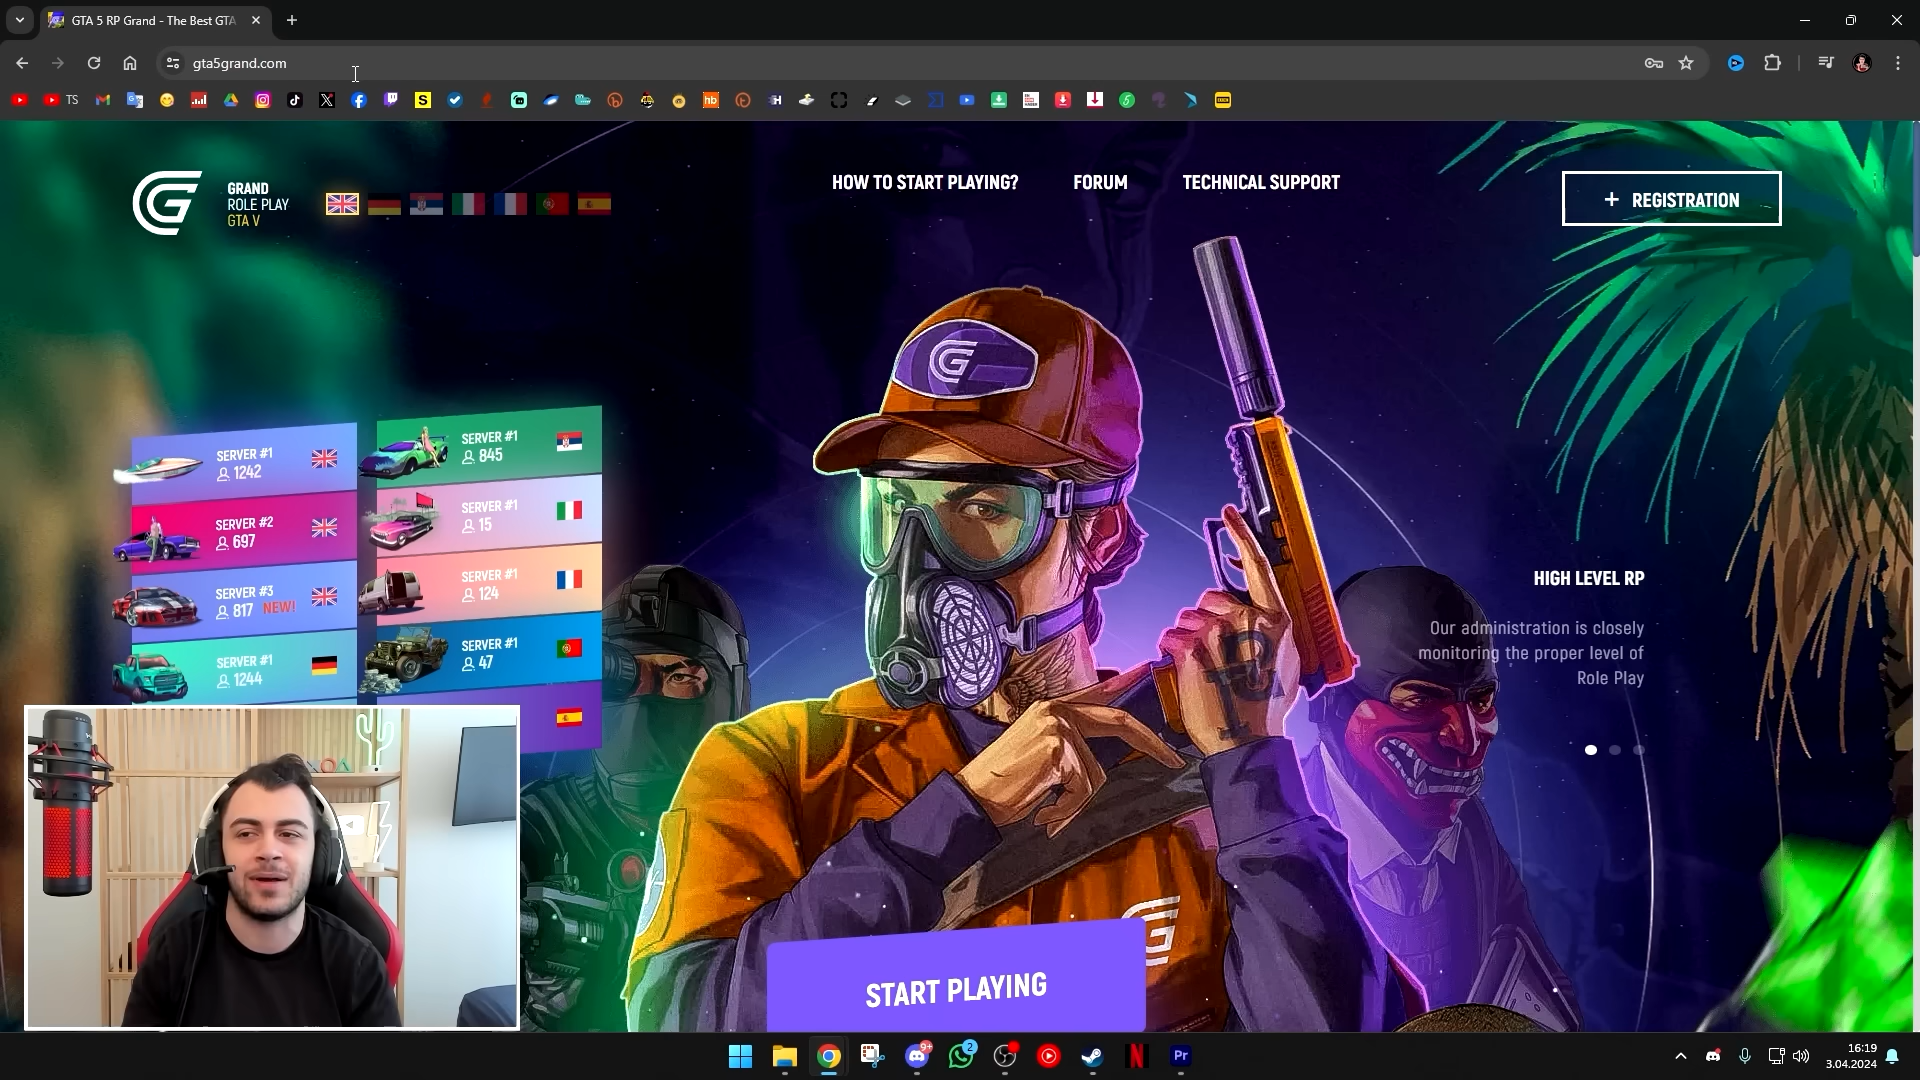 GTA 5 RP Grand - The Best GTA
gta5grand.com
TS
GRAND
ROLE PLAY
GTA V
HOW TO START PLAYING?
FORUM
TECHNICAL SUPPORT
+ REGISTRATION
SERVER #1
1242
SERVER #2
697
SERVER #3
817 NEW!
SERVER #1
1244
SERVER #1
845
SERVER #1
15
SERVER #1
124
SERVER #1
47
HIGH LEVEL RP
Our administration is closely
monitoring the proper level of
Role Play
START PLAYING
9+
2
Pr
16:19
3.04.2024